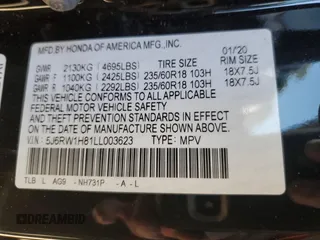 MFD.BY HONDA OF AMERICA MFG.,INC. 01/20
GVWR 2130KG (4695LBS) TIRE SIZE RIM SIZE
GAWR F 1100KG (2425LBS) 235/60R18 103H 18X7.5J
GAWR R 1040KG (2292LBS) 235/60R18 103H 18X7.5J
THIS VEHICLE CONFORMS TO ALL APPLICABLE
FEDERAL MOTOR VEHICLE SAFETY
AND THEFT PREVENTION STANDARDS IN EFFECT
ON THE DATE OF MANUFACTURE SHOWN ABOVE.
V.I.N.: 5J6RW1H81LL003623 TYPE: MPV
TLB L AG9 - NH731P - A - L
DREAMBID